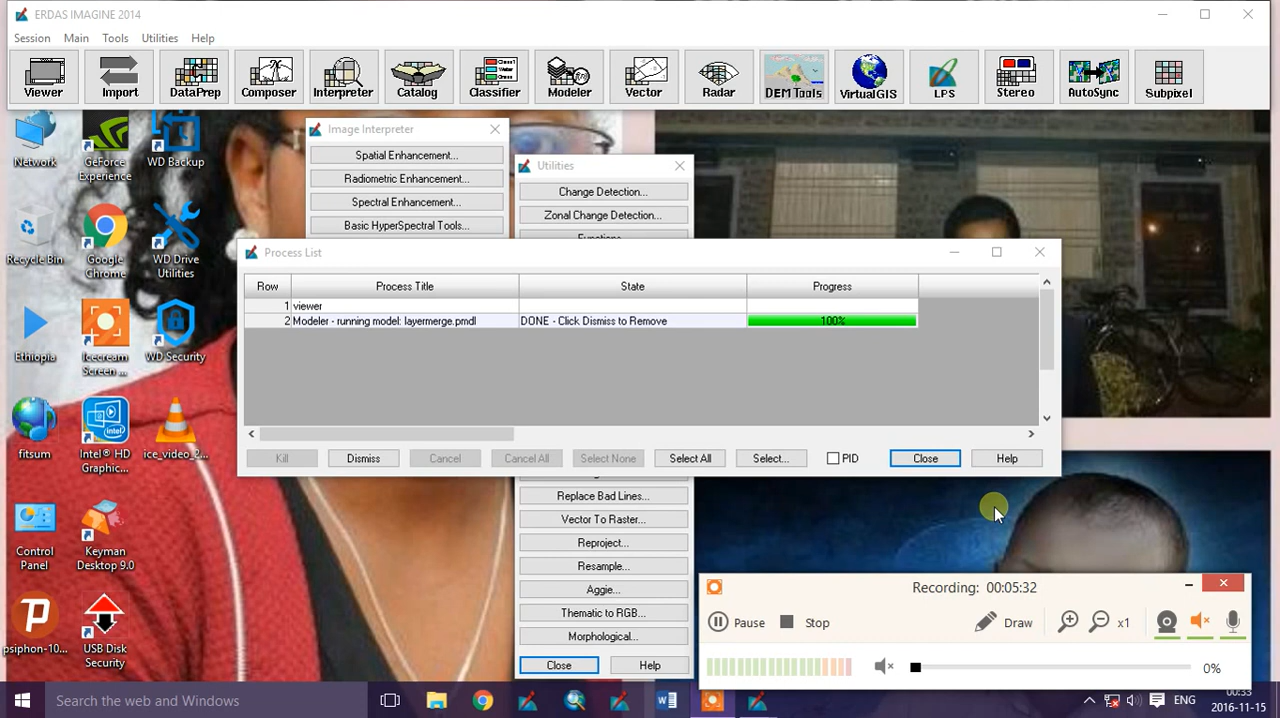 ERDAS IMAGINE 2014
Session Main Tools Utilities Help
Viewer Import DataPrep Composer Interpreter Catalog Classifier Modeler Vector Radar DEM Tools VirtualGIS LPS Stereo AutoSync Subpixel
Network
GeForce Experience
WD Backup
Recycle Bin
Google Chrome
WD Drive Utilities
Ethiopia
Icecream Screen ...
WD Security
fitsum
Intel® HD Graphic...
ice_video_2...
Control Panel
Keyman Desktop 9.0
psiphon-10...
USB Disk Security
Image Interpreter
Spatial Enhancement...
Radiometric Enhancement...
Spectral Enhancement...
Basic HyperSpectral Tools...
Utilities
Change Detection...
Zonal Change Detection...
Functions
Process List
Row Process Title State Progress
1 viewer
2 Modeler - running model: layermerge.pmdl DONE - Click Dismiss to Remove 100%
Kill Dismiss Cancel Cancel All Select None Select All Select... PID Close Help
Replace Bad Lines...
Vector To Raster...
Reproject...
Resample...
Aggie...
Thematic to RGB...
Morphological...
Close Help
Recording: 00:05:32
Pause Stop Draw x1
0%
Search the web and Windows
ENG
00:33
2016-11-15